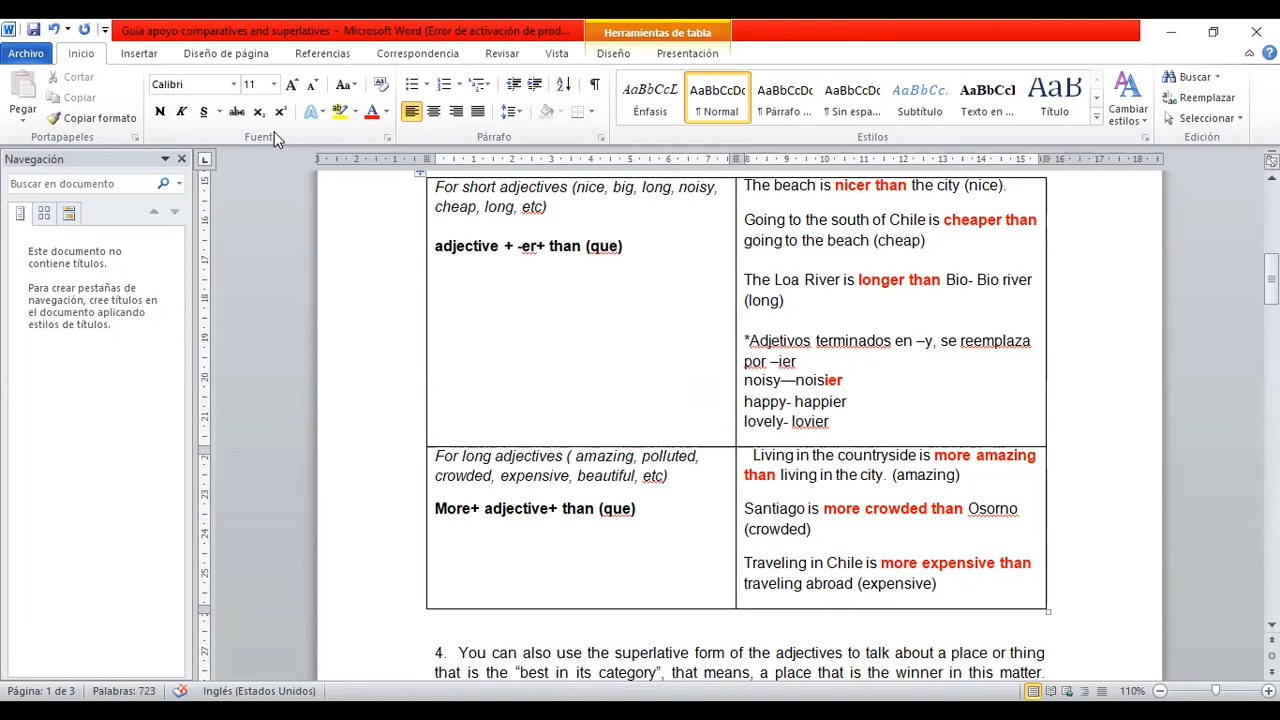 Guia apoyo comparatives and superlatives - Microsoft Word (Error de activación de prod...
Herramientas de tabla
Archivo Inicio Insertar Diseño de página Referencias Correspondencia Revisar Vista Diseño Presentación
Pegar
Cortar
Copiar
Copiar formato
Portapapeles
Calibri 11
Fuent
Párrafo
AaBbCcL AaBbCcDc AaBbCcDc AaBbCcDc AaBbCc. AaBbCcl AaB
Énfasis ¶ Normal ¶ Párrafo ... ¶ Sin espa... Subtítulo Texto en ... Título
Estilos
Cambiar estilos
Buscar
Reemplazar
Seleccionar
Edición
Navegación
Buscar en documento
Este documento no
contiene títulos.
Para crear pestañas de
navegación, cree títulos en
el documento aplicando
estilos de títulos.
For short adjectives (nice, big, long, noisy,
cheap, long, etc)
adjective + -er+ than (que)
The beach is nicer than the city (nice).
Going to the south of Chile is cheaper than
going to the beach (cheap)
The Loa River is longer than Bio- Bio river
(long)
*Adjetivos terminados en –y, se reemplaza
por –ier
noisy—noisier
happy- happier
lovely- lovier
For long adjectives ( amazing, polluted,
crowded, expensive, beautiful, etc)
More+ adjective+ than (que)
Living in the countryside is more amazing
than living in the city. (amazing)
Santiago is more crowded than Osorno
(crowded)
Traveling in Chile is more expensive than
traveling abroad (expensive)
4. You can also use the superlative form of the adjectives to talk about a place or thing
that is the “best in its category”, that means, a place that is the winner in this matter.
Página: 1 de 3 Palabras: 723 Inglés (Estados Unidos) 110%